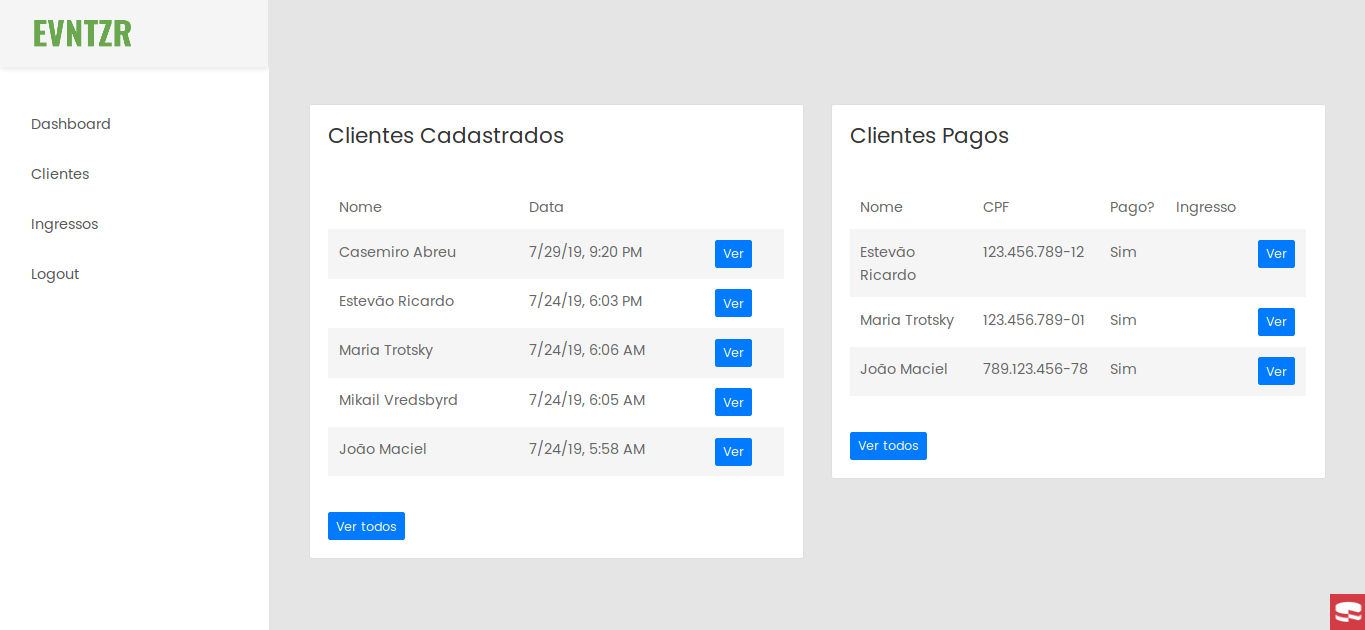 EVNTZR
Dashboard
Clientes
Ingressos
Logout
Clientes Cadastrados
Nome Data
Casemiro Abreu 7/29/19, 9:20 PM Ver
Estevão Ricardo 7/24/19, 6:03 PM Ver
Maria Trotsky 7/24/19, 6:06 AM Ver
Mikail Vredsbyrd 7/24/19, 6:05 AM Ver
João Maciel 7/24/19, 5:58 AM Ver
Ver todos
Clientes Pagos
Nome CPF Pago? Ingresso
Estevão 123.456.789-12 Sim Ver
Ricardo
Maria Trotsky 123.456.789-01 Sim Ver
João Maciel 789.123.456-78 Sim Ver
Ver todos